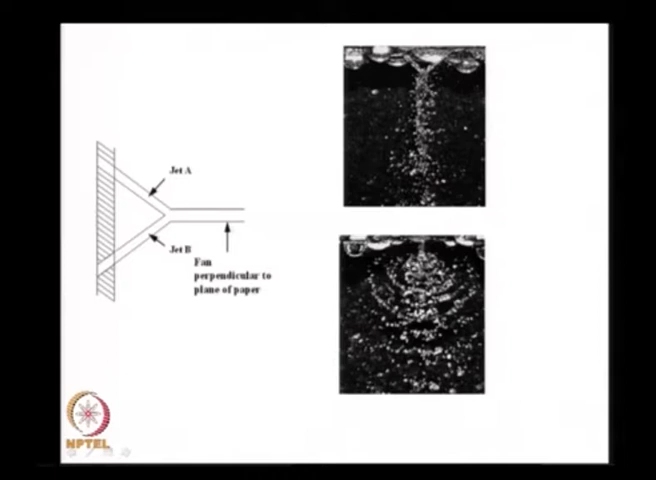 Jet A
Jet B
Fan
perpendicular to
plane of paper
NPTEL